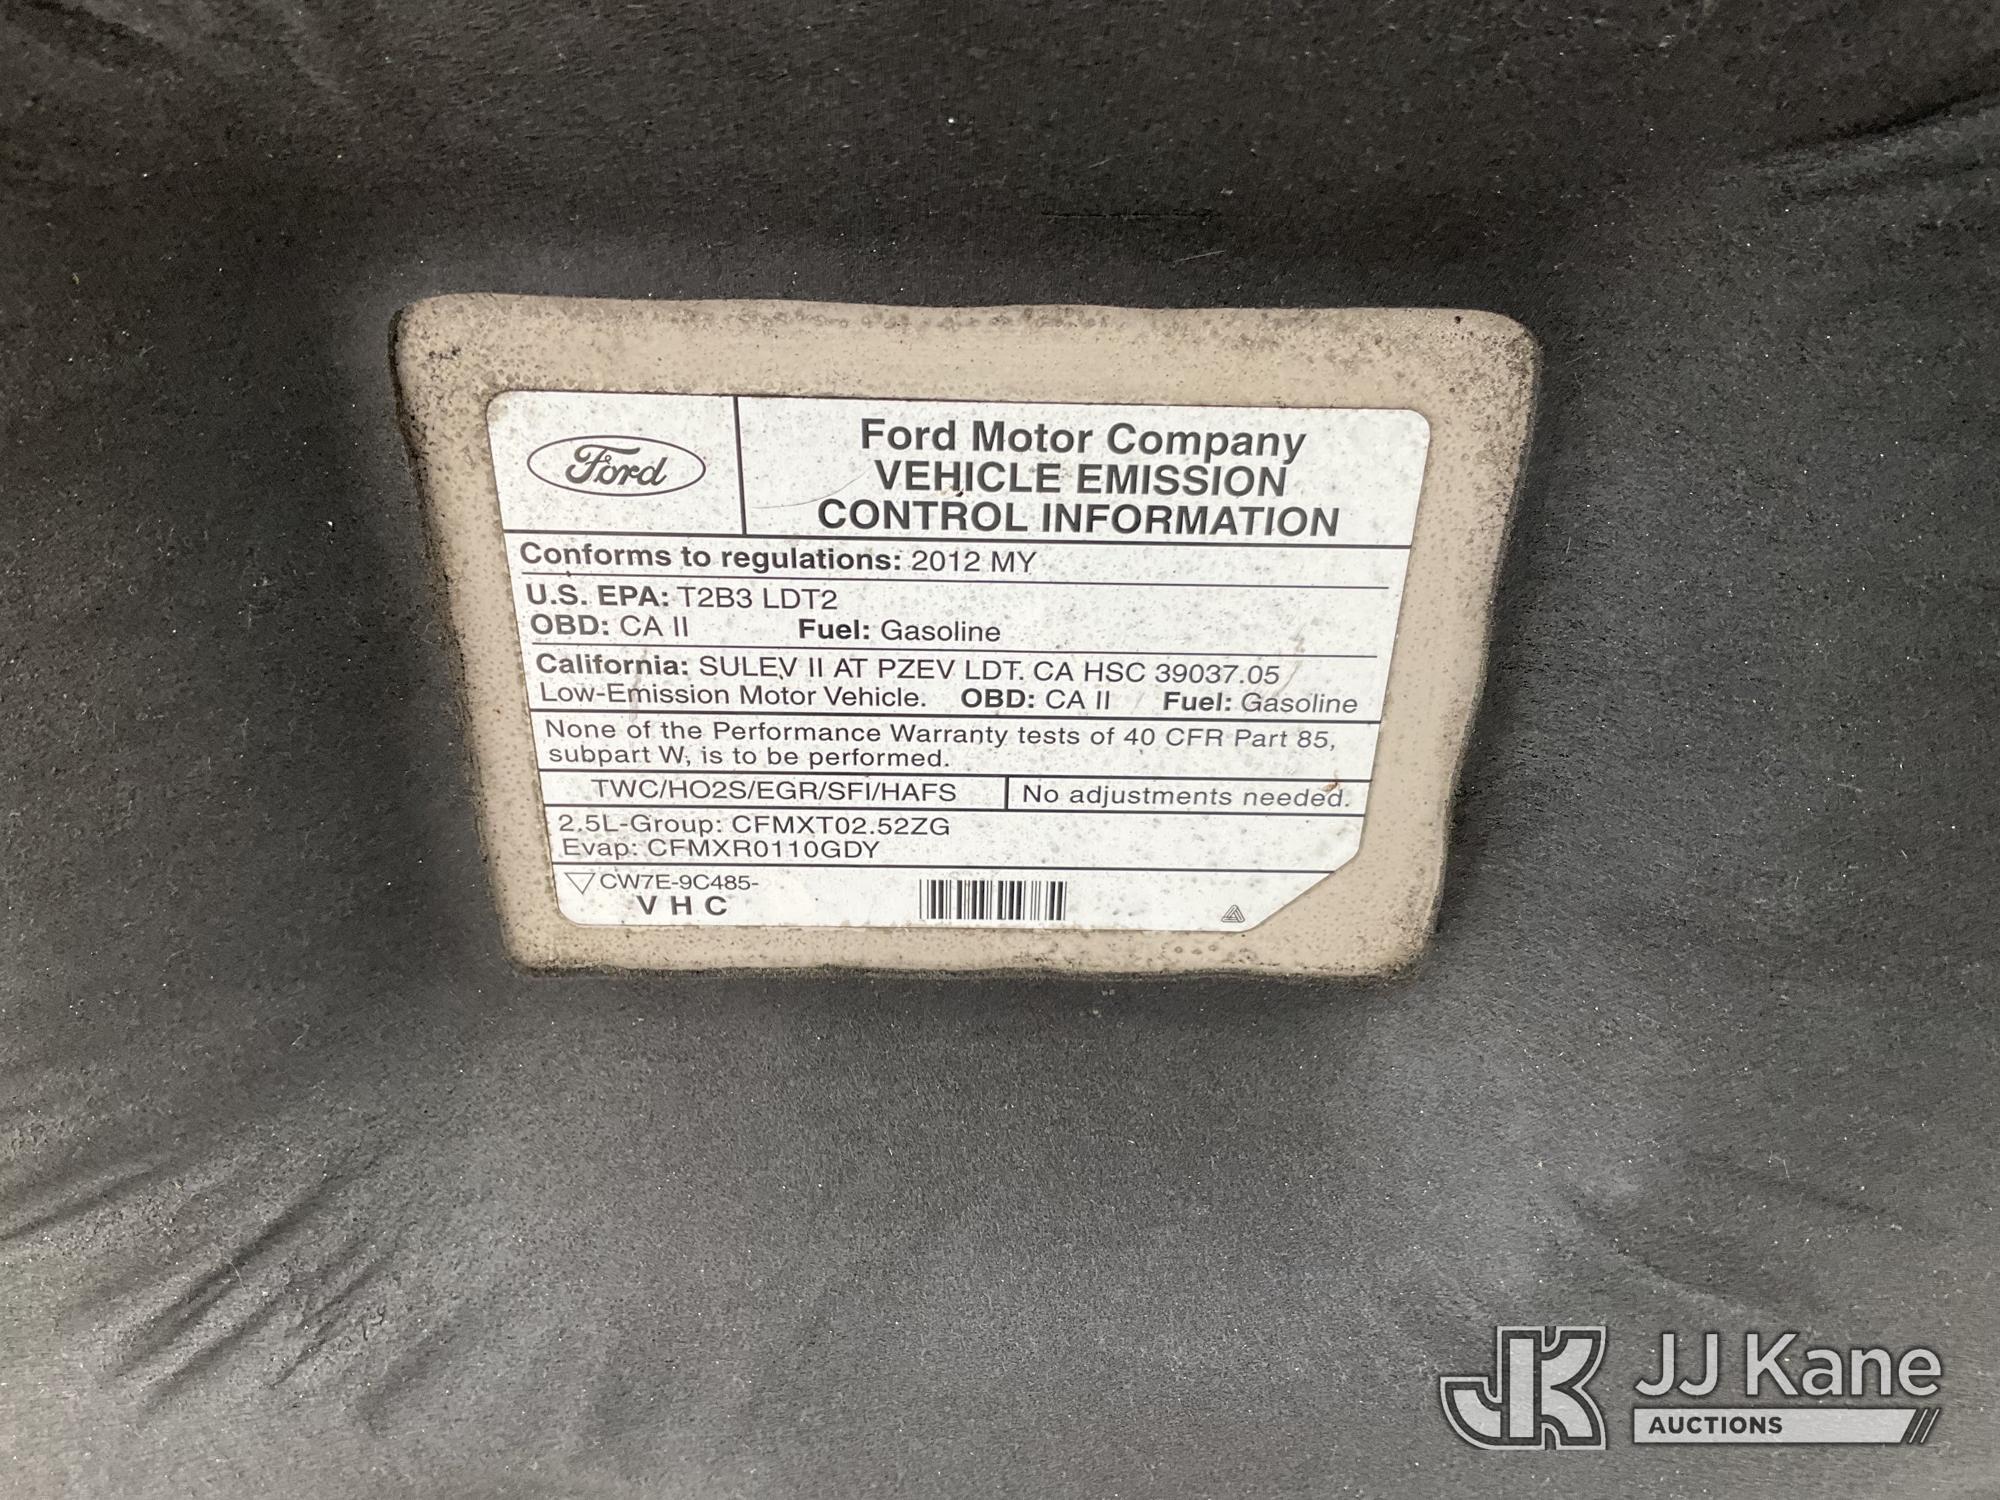 Ford
Ford Motor Company
VEHICLE EMISSION
CONTROL INFORMATION
Conforms to regulations: 2012 MY
U.S. EPA: T2B3 LDT2
OBD: CA II Fuel: Gasoline
California: SULEV II AT PZEV LDT. CA HSC 39037.05
Low-Emission Motor Vehicle. OBD: CA II Fuel: Gasoline
None of the Performance Warranty tests of 40 CFR Part 85,
subpart W, is to be performed.
TWC/HO2S/EGR/SFI/HAFS No adjustments needed.
2.5L-Group: CFMXT02.52ZG
Evap: CFMXR0110GDY
CW7E-9C485-
V H C
JK JJ Kane
AUCTIONS